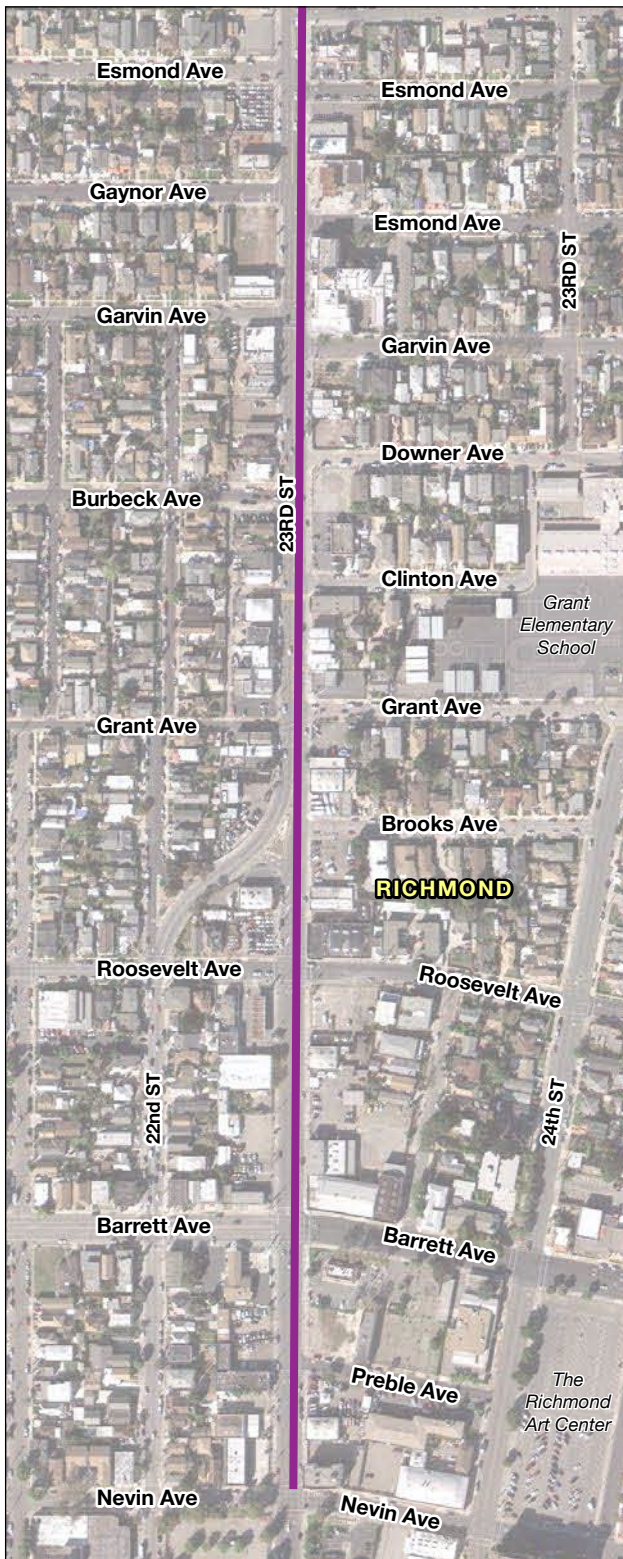 Esmond Ave
Esmond Ave
Gaynor Ave
Esmond Ave
23RD ST
Garvin Ave
Garvin Ave
Downer Ave
Burbeck Ave
23RD ST
Clinton Ave
Grant
Elementary
School
Grant Ave
Grant Ave
Brooks Ave
RICHMOND
Roosevelt Ave
Roosevelt Ave
22nd ST
24th ST
Barrett Ave
Barrett Ave
Preble Ave
The
Richmond
Art Center
Nevin Ave
Nevin Ave